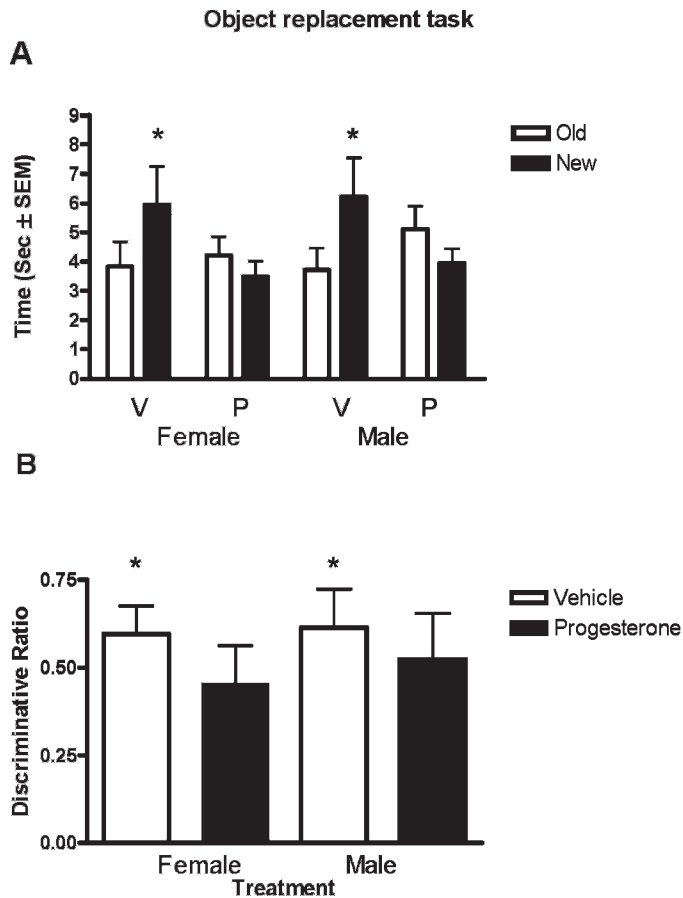 Object replacement task
A
Time (Sec ± SEM)
9
8
7
6
5
4
3
2
1
0
*
*
Old
New
V
P
V
P
Female
Male
B
Discriminative Ratio
0.75
0.50
0.25
0.00
*
*
Vehicle
Progesterone
Female
Male
Treatment